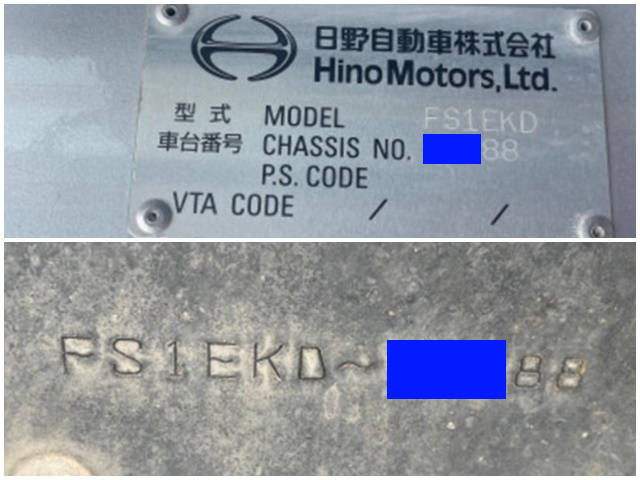 日野自動車株式会社
Hino Motors, Ltd.
型式 MODEL FS1EKD
車台番号 CHASSIS NO. 88
P.S. CODE
VTA CODE / /
FS1EKD~ 88